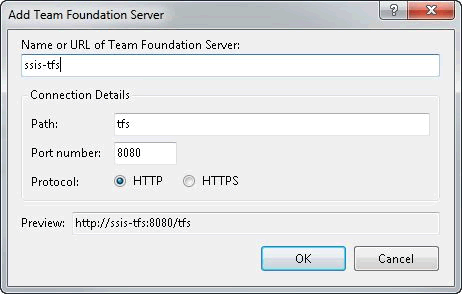 Add Team Foundation Server
Name or URL of Team Foundation Server:
ssis-tfs
Connection Details
Path: tfs
Port number: 8080
Protocol: HTTP HTTPS
Preview: http://ssis-tfs:8080/tfs
OK Cancel